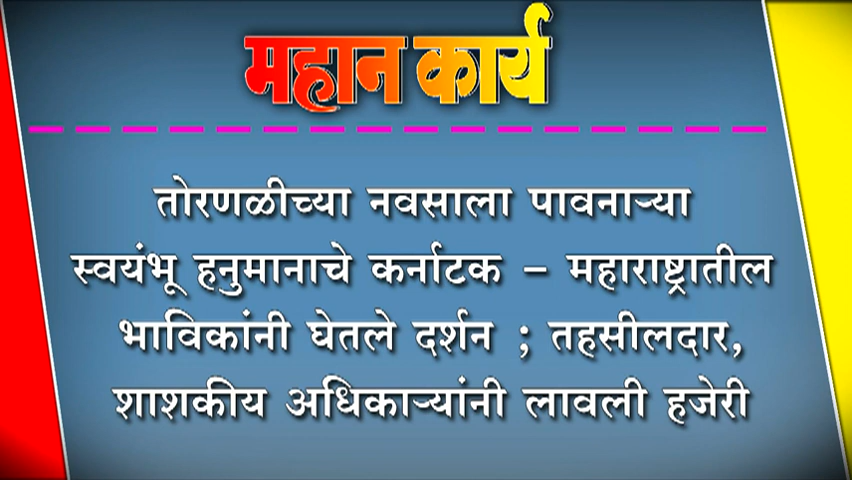 महान कार्य
तोरणळीच्या नवसाला पावनाऱ्या
स्वयंभू हनुमानाचे कर्नाटक – महाराष्ट्रातील
भाविकांनी घेतले दर्शन ; तहसीलदार,
शाशकीय अधिकाऱ्यांनी लावली हजेरी